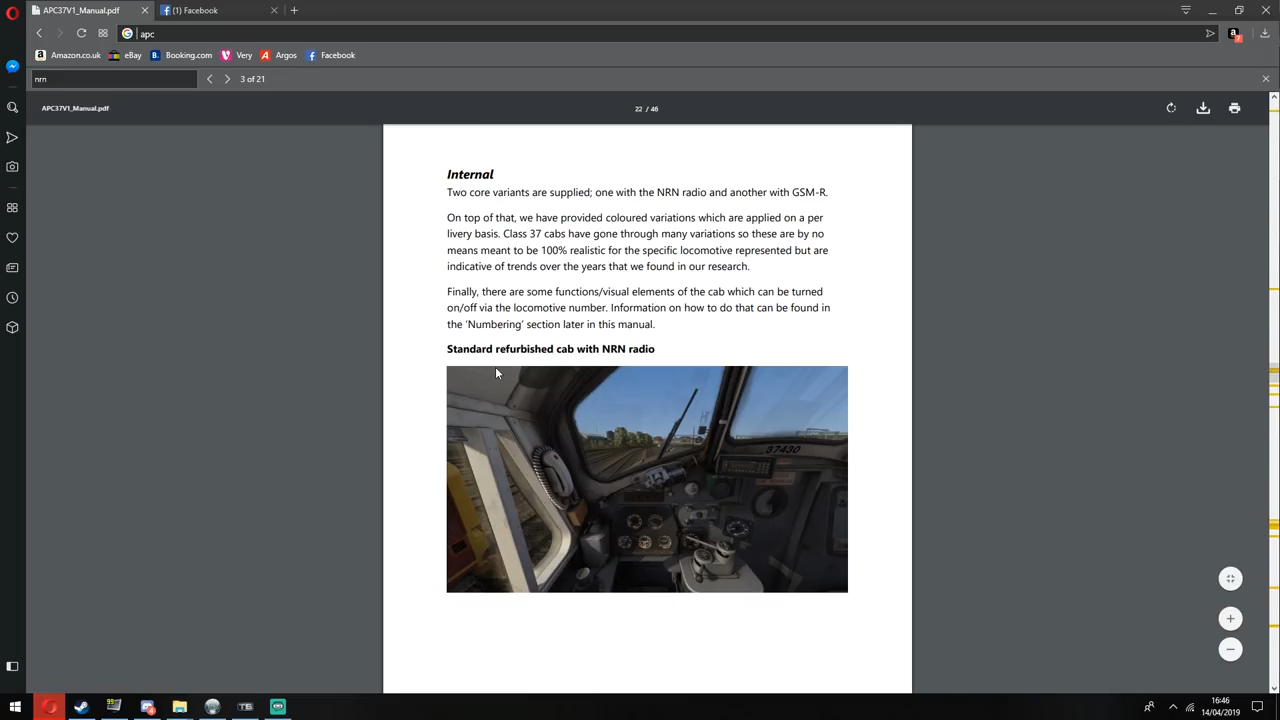 APC37V1_Manual.pdf
(1) Facebook
apc
7
Amazon.co.uk
eBay
Booking.com
Very
Argos
Facebook
nrn
3 of 21
APC37V1_Manual.pdf
22 / 46
Internal
Two core variants are supplied; one with the NRN radio and another with GSM-R.
On top of that, we have provided coloured variations which are applied on a per
livery basis. Class 37 cabs have gone through many variations so these are by no
means meant to be 100% realistic for the specific locomotive represented but are
indicative of trends over the years that we found in our research.
Finally, there are some functions/visual elements of the cab which can be turned
on/off via the locomotive number. Information on how to do that can be found in
the 'Numbering' section later in this manual.
Standard refurbished cab with NRN radio
37430
TS
16:46
14/04/2019